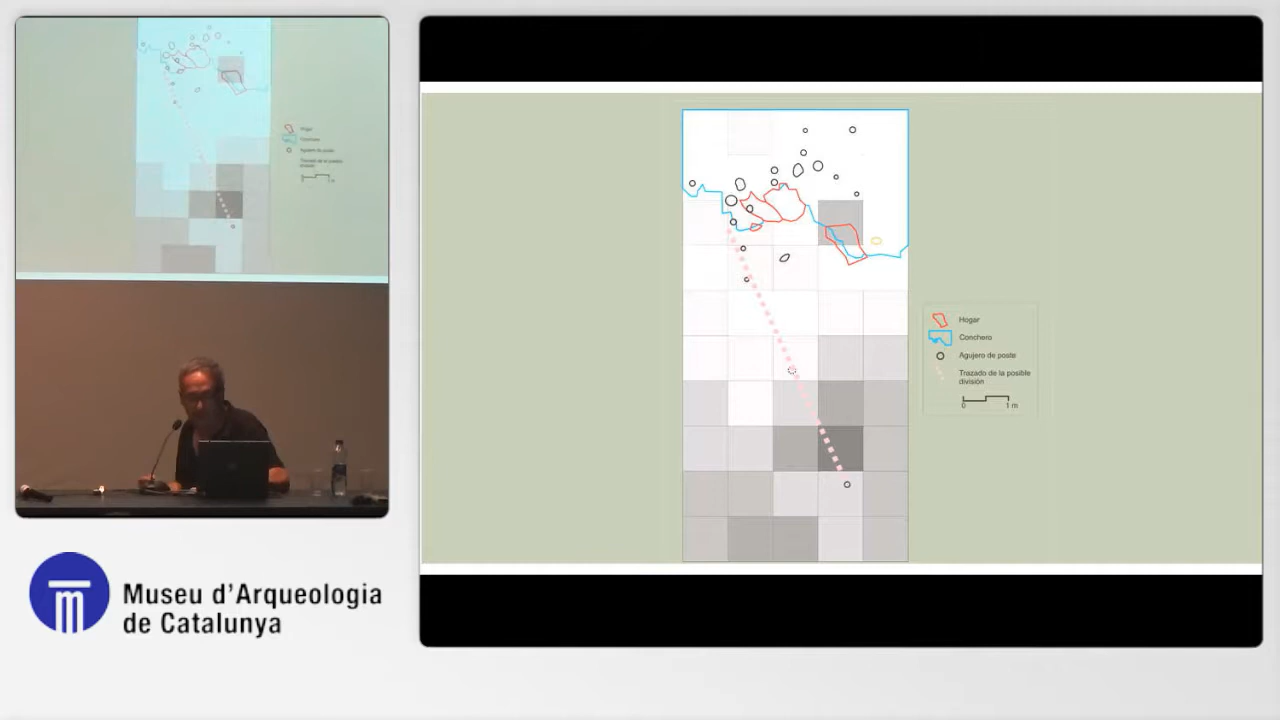 Hogar
Conchero
Agujero de poste
Trazado de la posible
división
0 1 m
Museu d'Arqueologia
de Catalunya